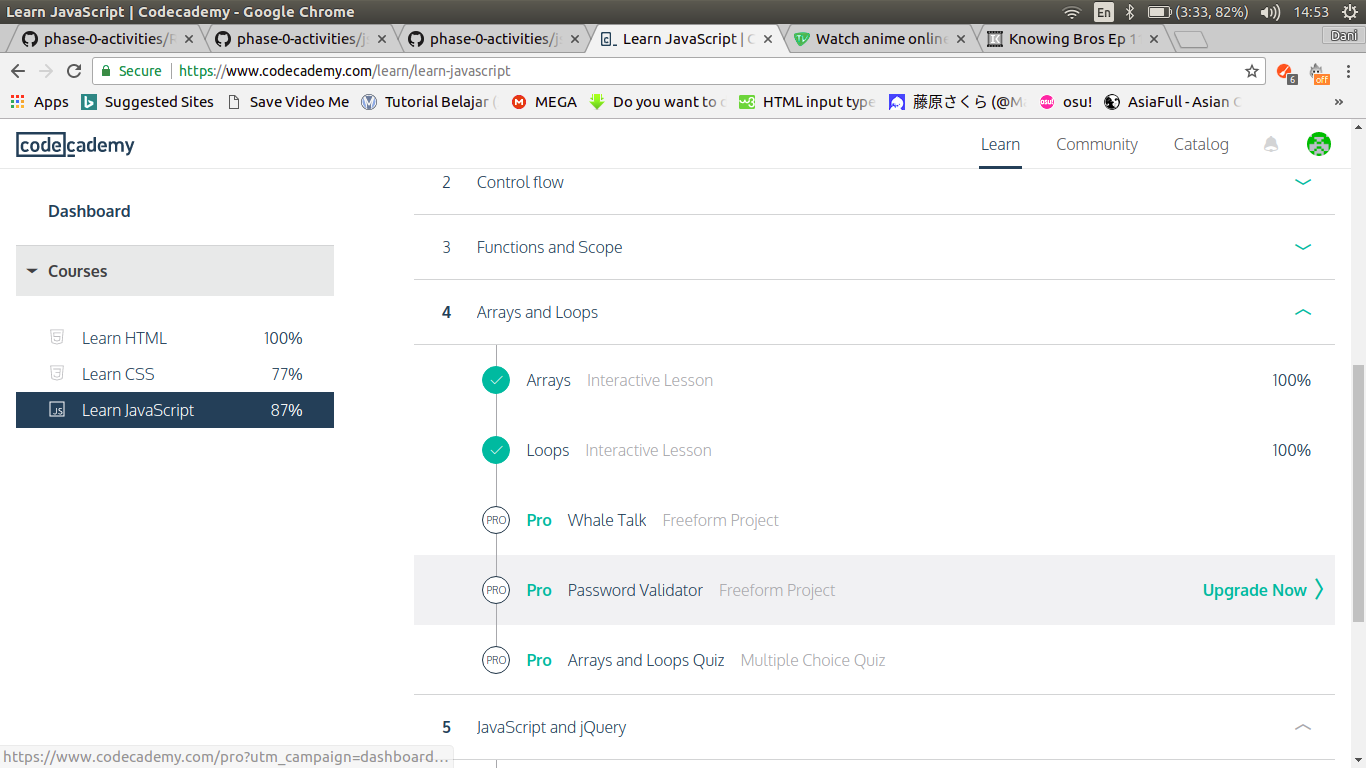 Learn JavaScript | Codecademy - Google Chrome
En
(3:33, 82%)
14:53
phase-0-activities/R
phase-0-activities/js
phase-0-activities/js
Learn JavaScript | C
Watch anime online
Knowing Bros Ep 1
Dani
Secure
https://www.codecademy.com/learn/learn-javascript
6
off
Apps
Suggested Sites
Save Video Me
Tutorial Belajar (
MEGA
Do you want to
HTML input type
藤原さくら (@Ma
osu!
AsiaFull - Asian C
»
codecademy
Learn
Community
Catalog
Dashboard
Courses
Learn HTML 100%
Learn CSS 77%
JS Learn JavaScript 87%
2 Control flow
3 Functions and Scope
4 Arrays and Loops
Arrays Interactive Lesson 100%
Loops Interactive Lesson 100%
PRO Pro Whale Talk Freeform Project
PRO Pro Password Validator Freeform Project Upgrade Now
PRO Pro Arrays and Loops Quiz Multiple Choice Quiz
5 JavaScript and jQuery
https://www.codecademy.com/pro?utm_campaign=dashboard...